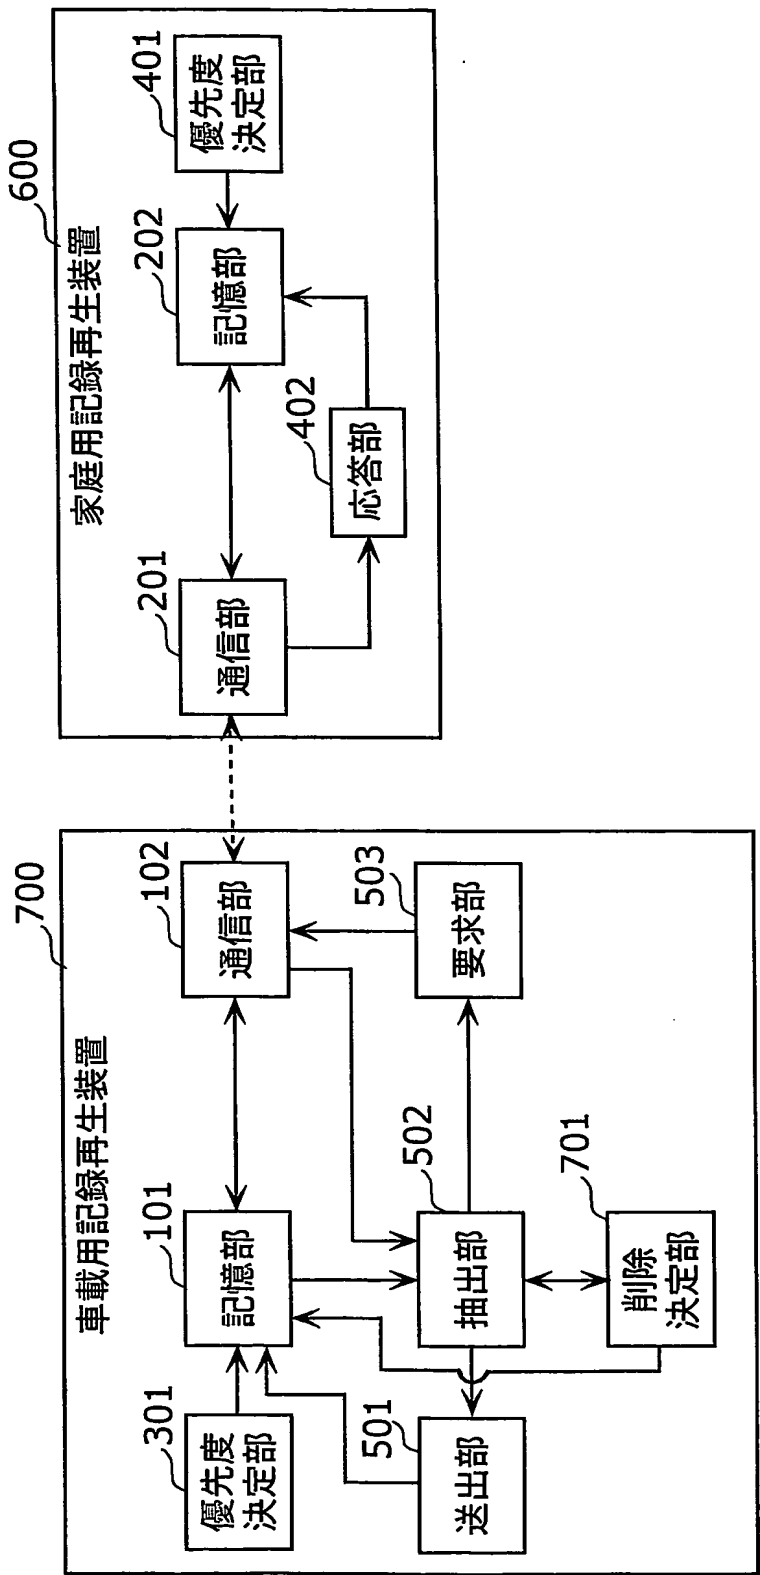 700
車載用記録再生装置
301
優先度
決定部
101
記憶部
102
通信部
501
送出部
502
抽出部
503
要求部
701
削除
決定部
600
家庭用記録再生装置
201
通信部
202
記憶部
401
優先度
決定部
402
応答部